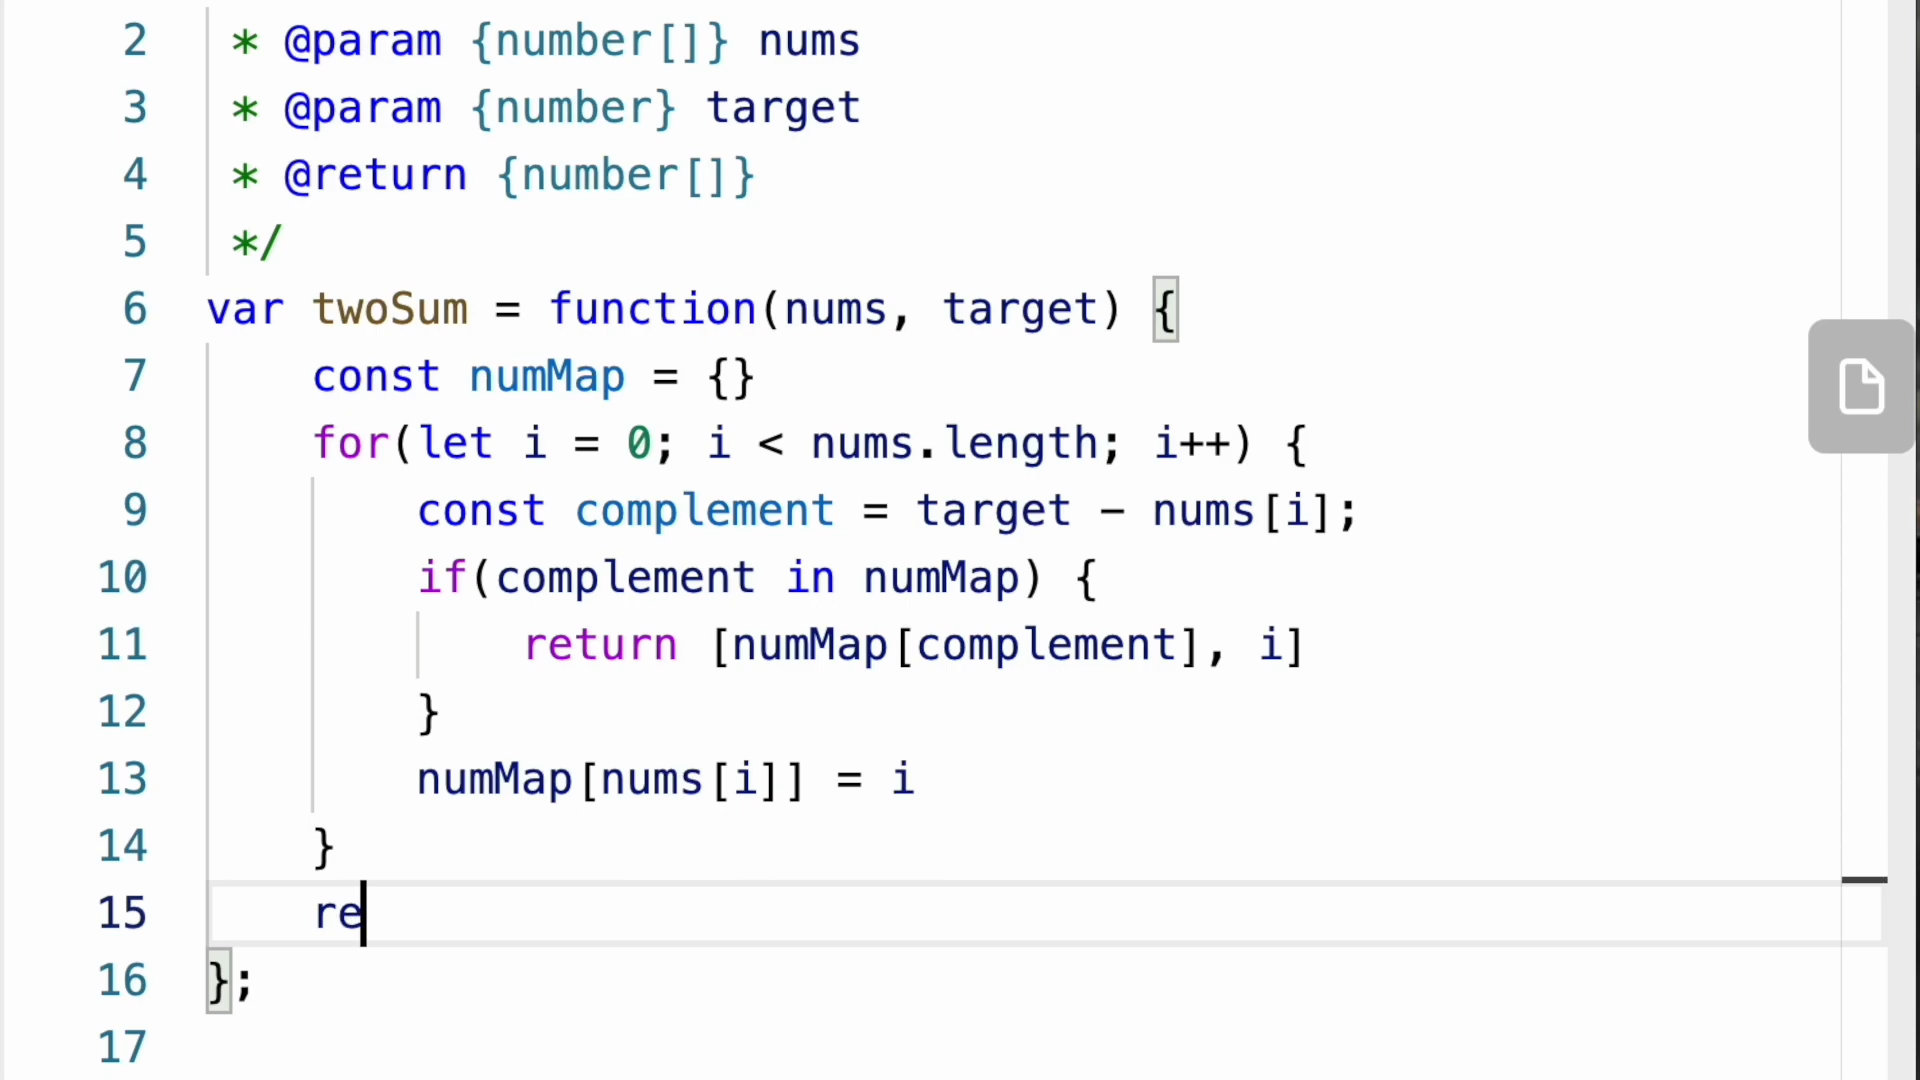 2 * @param {number[]} nums
3 * @param {number} target
4 * @return {number[]}
5 */
6 var twoSum = function(nums, target) {
7 const numMap = {}
8 for(let i = 0; i < nums.length; i++) {
9 const complement = target - nums[i];
10 if(complement in numMap) {
11 return [numMap[complement], i]
12 }
13 numMap[nums[i]] = i
14 }
15 re
16 };
17